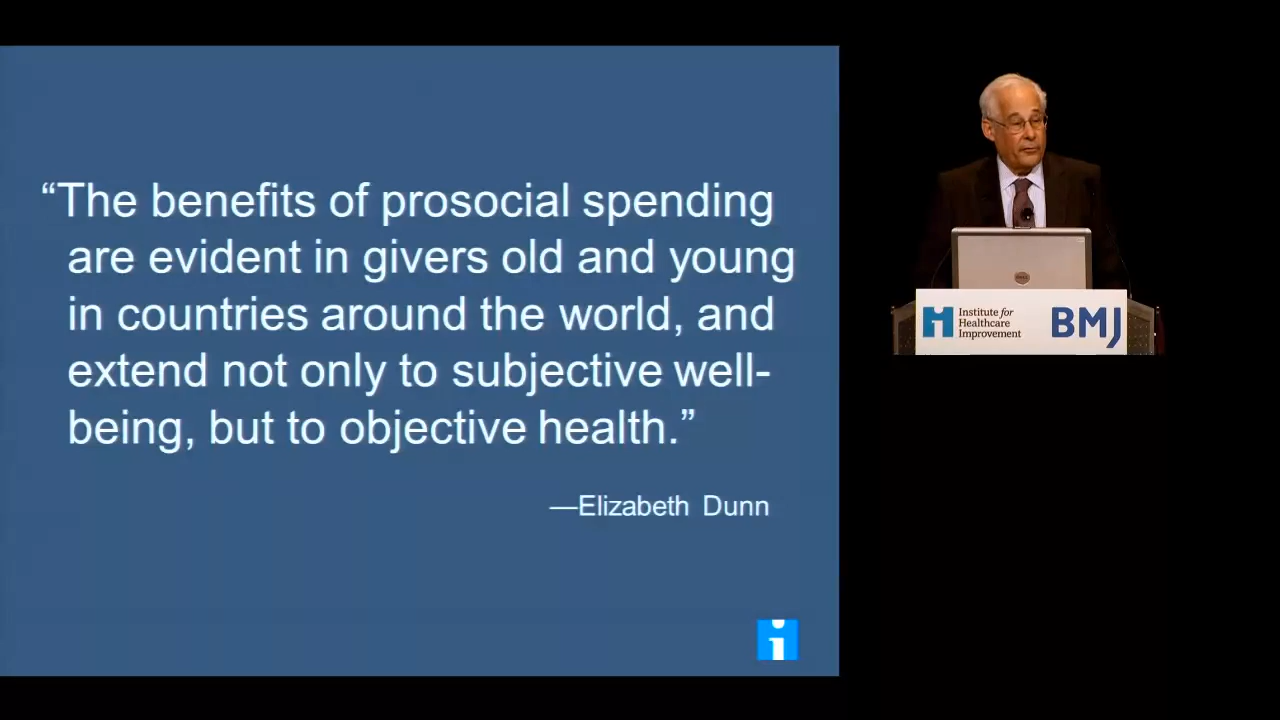 “The benefits of prosocial spending
are evident in givers old and young
in countries around the world, and
extend not only to subjective well-
being, but to objective health.”
—Elizabeth Dunn
i
Institute for
Healthcare
Improvement
BMJ
DELL